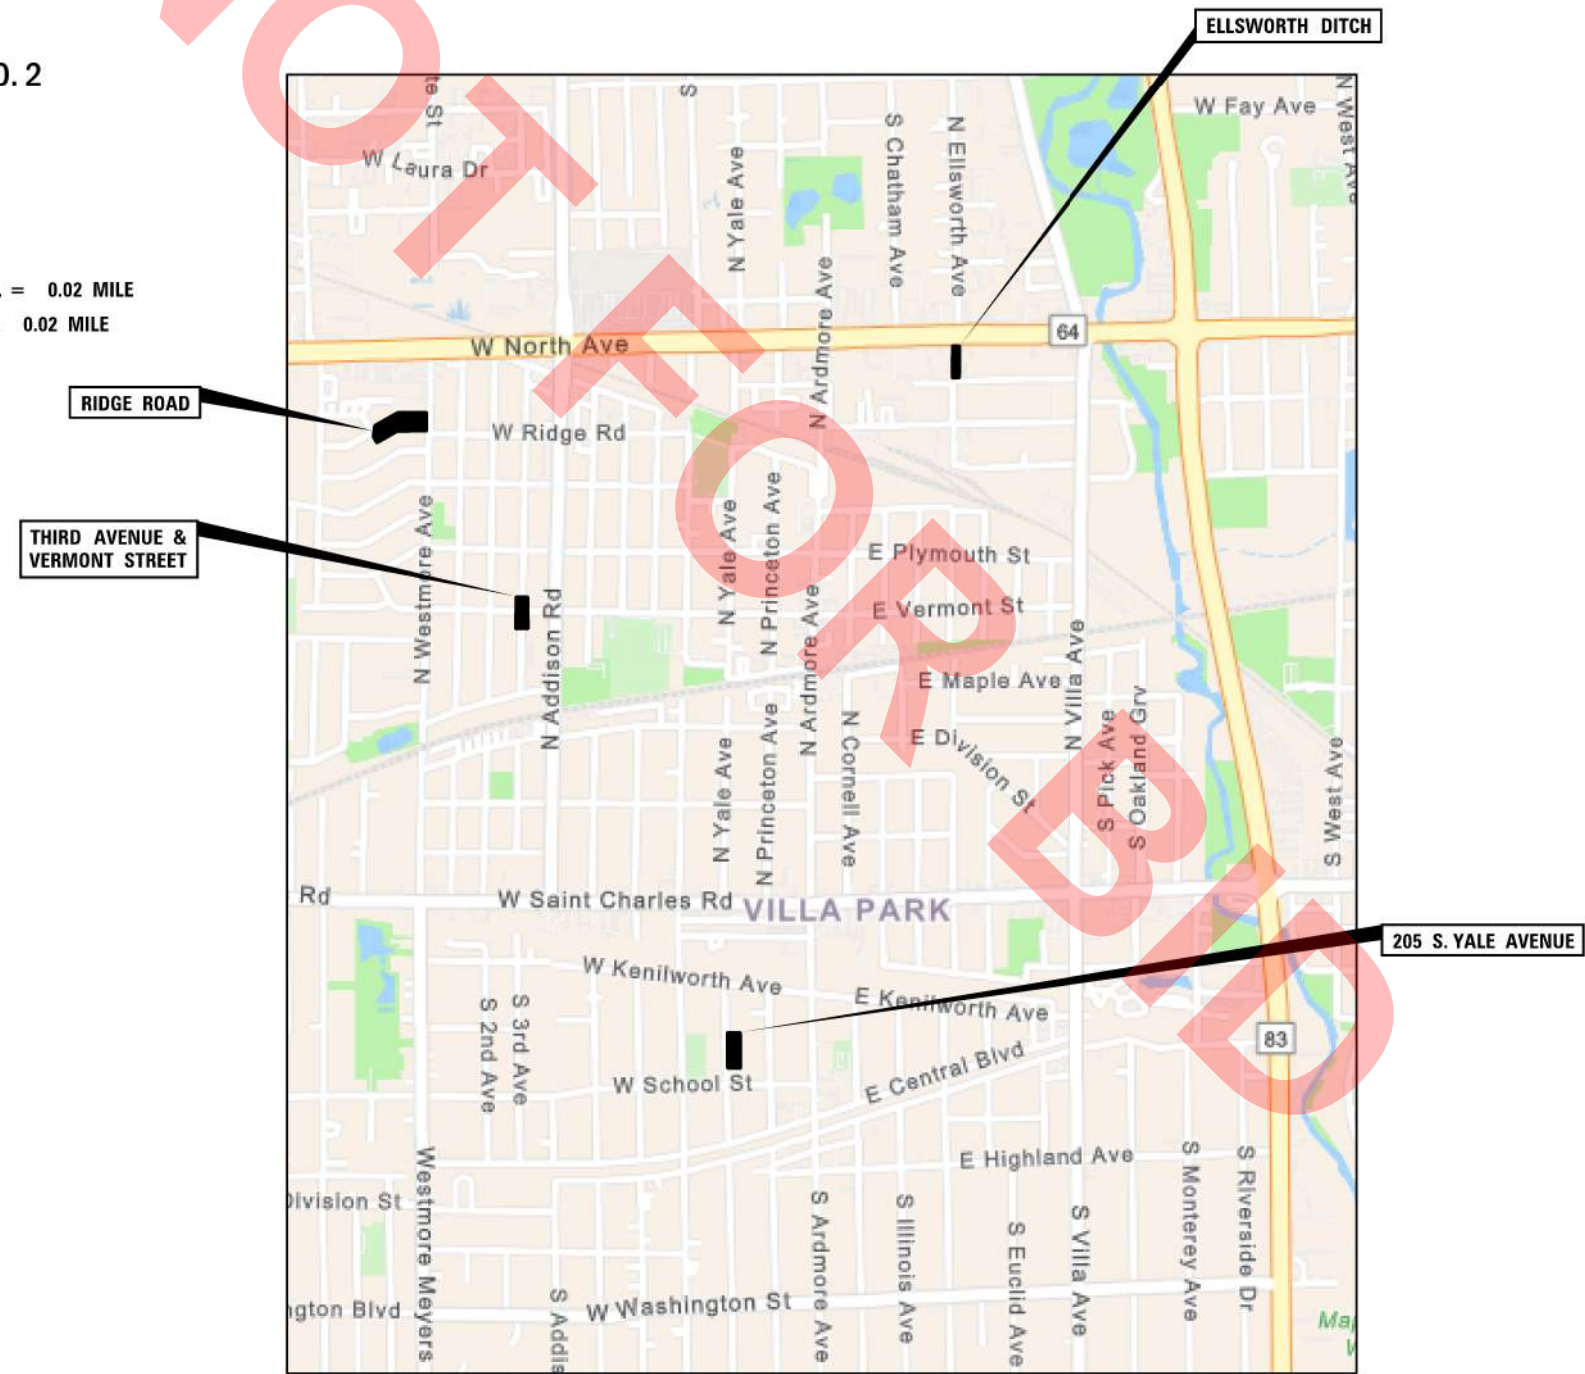 ELLSWORTH DITCH
0. 2
NOT FOR BID
W Fay Ave
N West Ave
te St
S
W Laura Dr
N Yale Ave
S Chatham Ave
N Ellsworth Ave
N Ardmore Ave
= 0.02 MILE
0.02 MILE
64
W North Ave
RIDGE ROAD
W Ridge Rd
THIRD AVENUE &
VERMONT STREET
N Westmore Ave
N Addison Rd
N Yale Ave
N Princeton Ave
N Ardmore Ave
E Plymouth St
E Vermont St
E Maple Ave
N Villa Ave
E Division St
N Yale Ave
N Princeton Ave
N Cornell Ave
S Pick Ave
S Oakland Grv
S West Ave
Rd
W Saint Charles Rd
VILLA PARK
205 S. YALE AVENUE
W Kenilworth Ave
E Kenilworth Ave
S 2nd Ave
S 3rd Ave
83
E Central Blvd
W School St
E Highland Ave
Westmore Meyers
Division St
S Ardmore Ave
S Illinois Ave
S Euclid Ave
S Villa Ave
S Monterey Ave
S Riverside Dr
ngton Blvd
S Addis
W Washington St
Ma